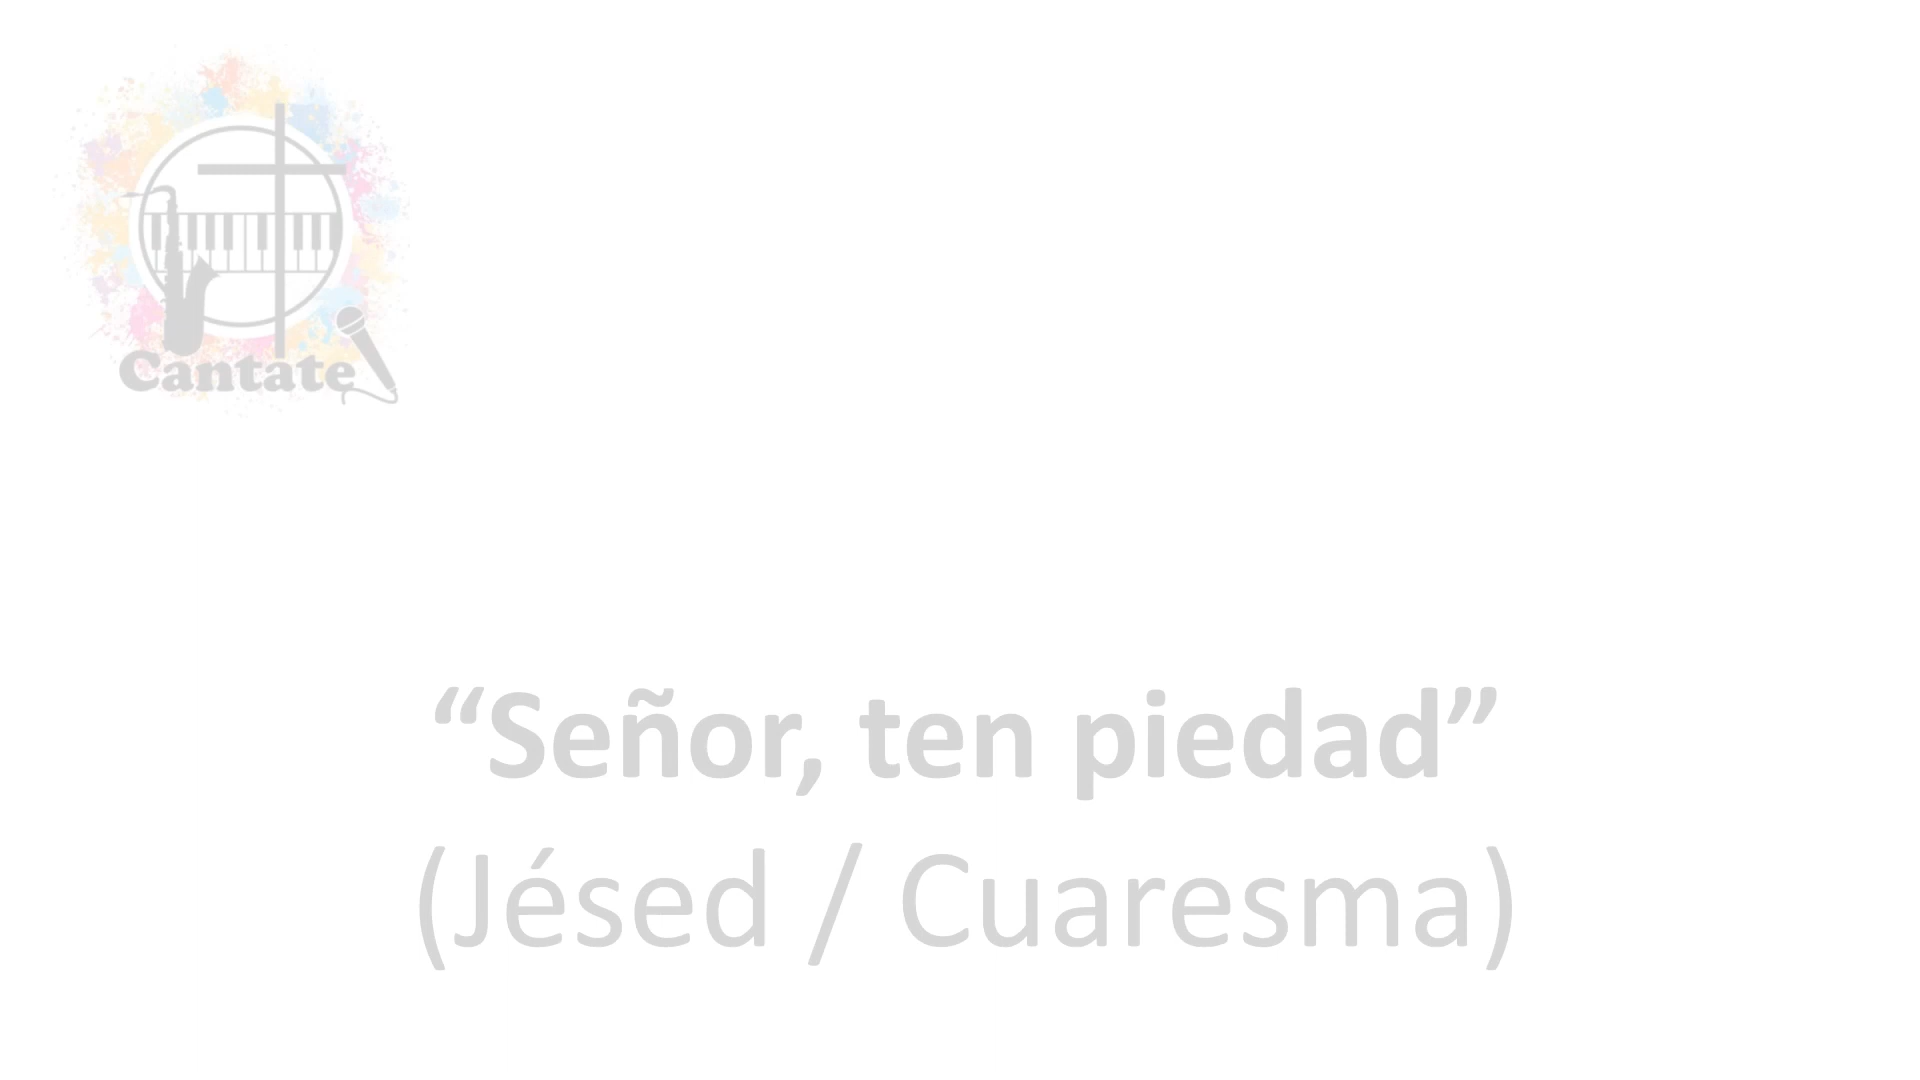 Cantate
“Señor, ten piedad”
(Jésed / Cuaresma)